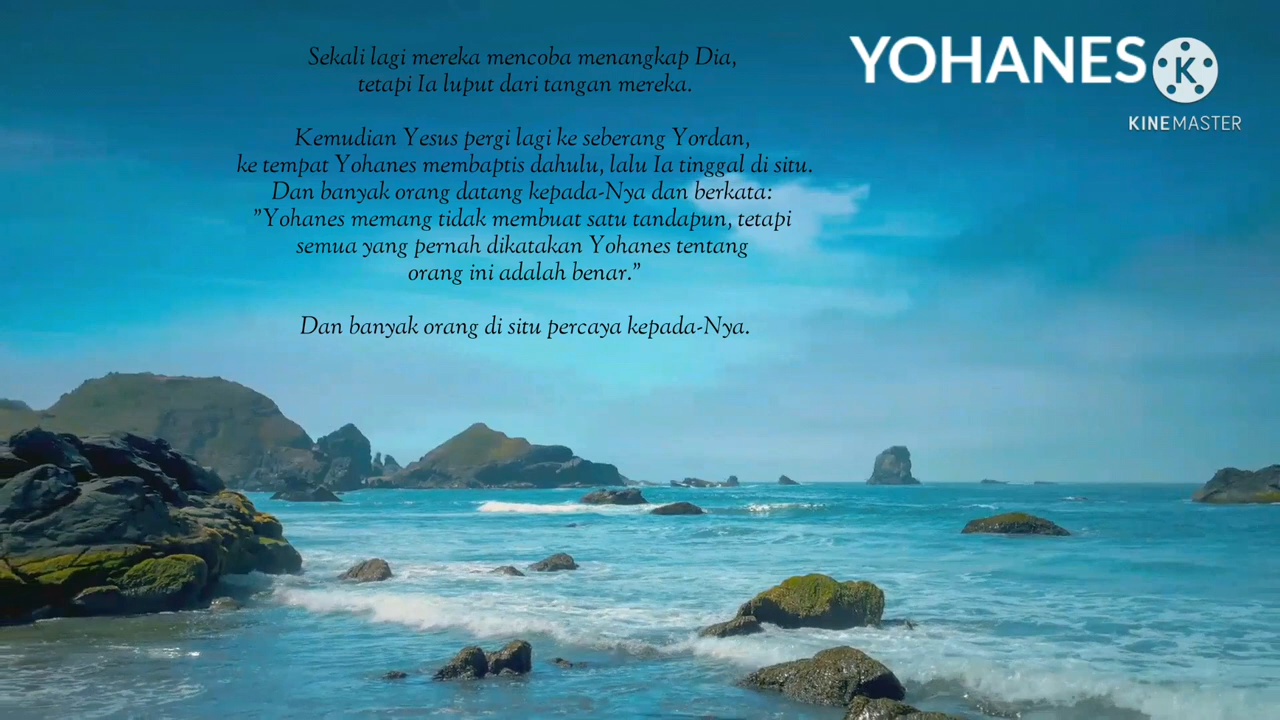 Sekali lagi mereka mencoba menangkap Dia,
tetapi Ia luput dari tangan mereka.
Kemudian Yesus pergi lagi ke seberang Yordan,
ke tempat Yohanes membaptis dahulu, lalu Ia tinggal di situ.
Dan banyak orang datang kepada-Nya dan berkata:
"Yohanes memang tidak membuat satu tandapun, tetapi
semua yang pernah dikatakan Yohanes tentang
orang ini adalah benar."
Dan banyak orang di situ percaya kepada-Nya.
YOHANES
K
KINEMASTER